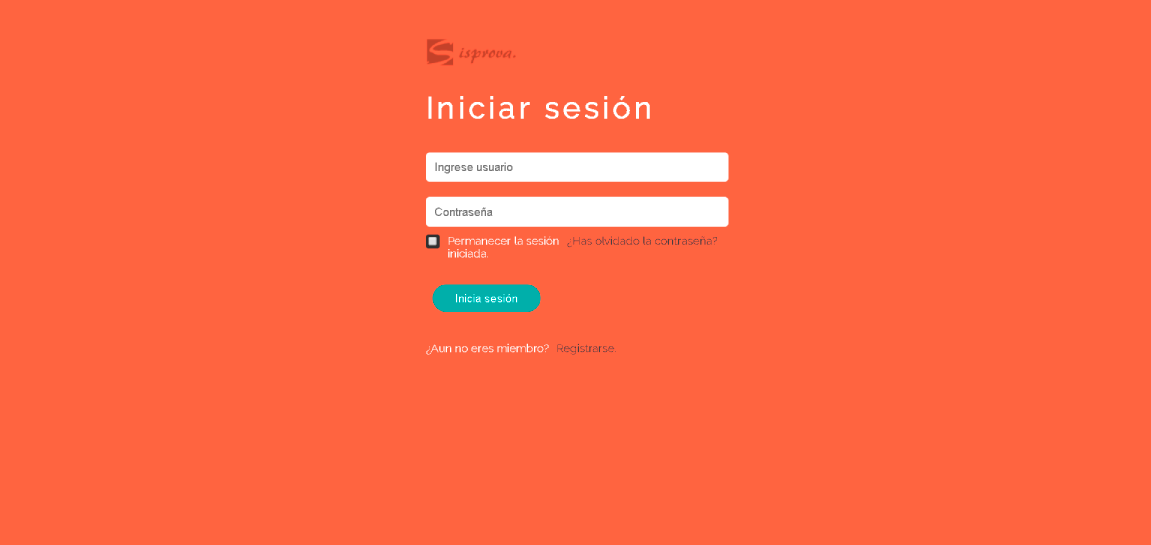 Sisprova.
Iniciar sesión
Ingrese usuario
Contraseña
Permanecer la sesión ¿Has olvidado la contraseña?
iniciada.
Inicia sesión
¿Aun no eres miembro? Registrarse.